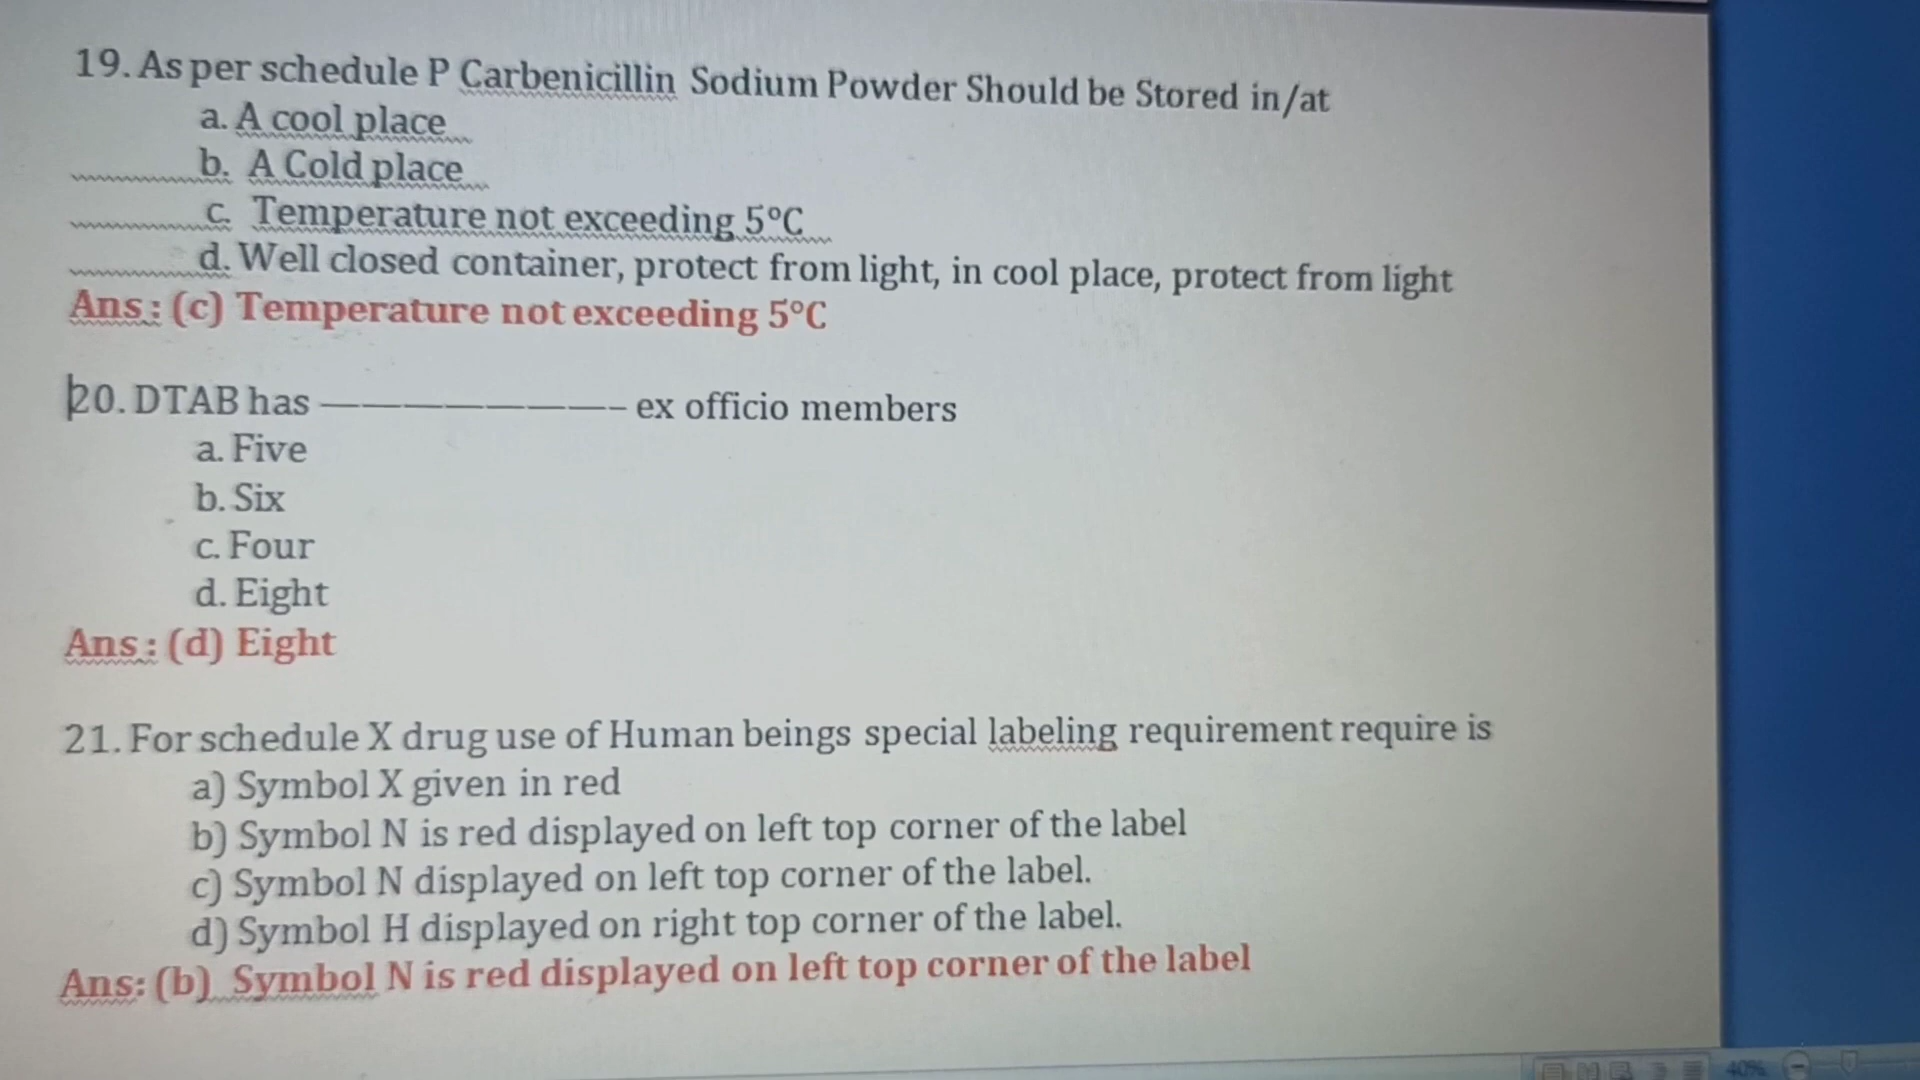 19. As per schedule P Carbenicillin Sodium Powder Should be Stored in/at
a. A cool place
b. A Cold place
c. Temperature not exceeding 5°C
d. Well closed container, protect from light, in cool place, protect from light
Ans : (c) Temperature not exceeding 5°C
20. DTAB has ———————- ex officio members
a. Five
b. Six
c. Four
d. Eight
Ans : (d) Eight
21. For schedule X drug use of Human beings special labeling requirement require is
a) Symbol X given in red
b) Symbol N is red displayed on left top corner of the label
c) Symbol N displayed on left top corner of the label.
d) Symbol H displayed on right top corner of the label.
Ans: (b) Symbol N is red displayed on left top corner of the label
40%